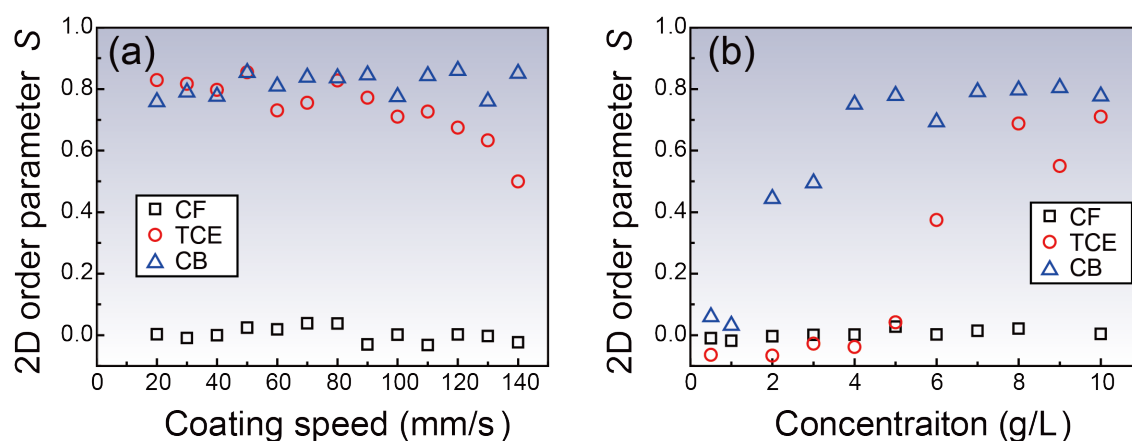 (a)
2D order parameter S
1.0
0.8
0.6
0.4
0.2
0.0
CF
TCE
CB
0 20 40 60 80 100 120 140
Coating speed (mm/s)
(b)
2D order parameter S
1.0
0.8
0.6
0.4
0.2
0.0
CF
TCE
CB
0 2 4 6 8 10
Concentraiton (g/L)